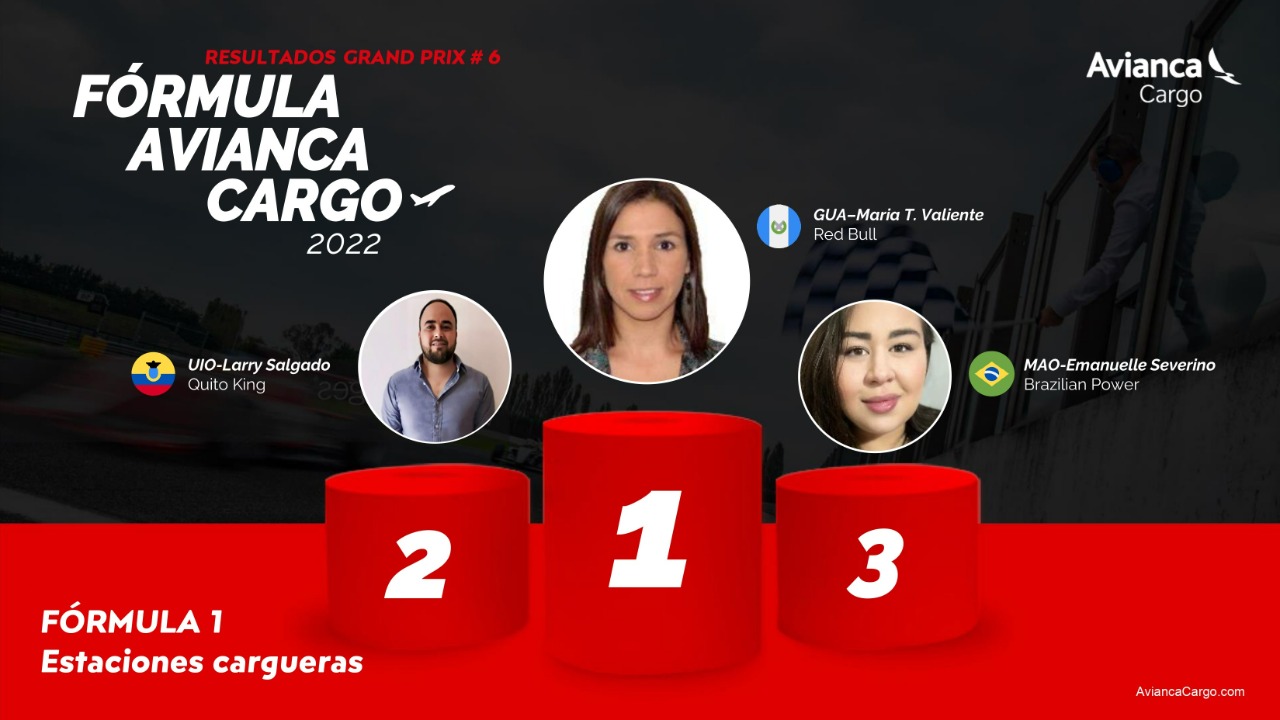 RESULTADOS GRAND PRIX # 6
FÓRMULA
AVIANCA
CARGO
2022
Avianca
Cargo
GUA–Maria T. Valiente
Red Bull
UIO-Larry Salgado
Quito King
MAO-Emanuelle Severino
Brazilian Power
1
2
3
FÓRMULA 1
Estaciones cargueras
AviancaCargo.com